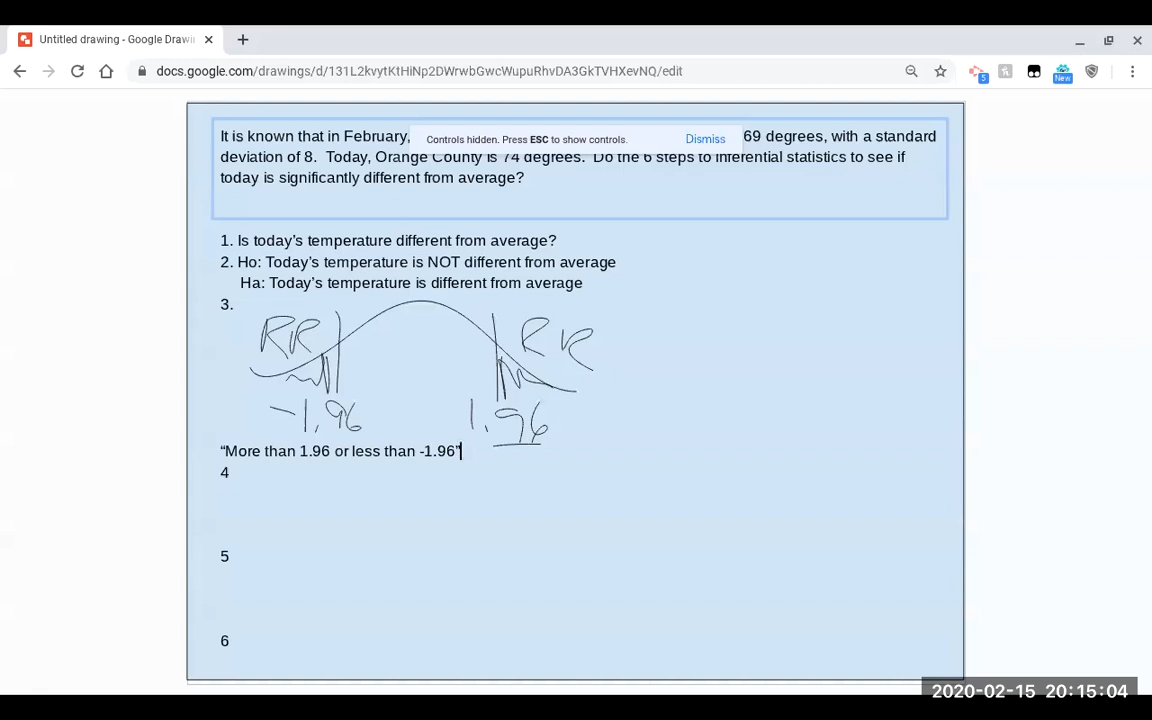 Untitled drawing - Google Drawi
docs.google.com/drawings/d/131L2kvytKtHiNp2DWrwbGwcWupuRhvDA3GkTVHXevNQ/edit
5
New
It is known that in February, 69 degrees, with a standard
Controls hidden. Press ESC to show controls. Dismiss
deviation of 8. Today, Orange County is 74 degrees. Do the 6 steps to inferential statistics to see if
today is significantly different from average?
1. Is today's temperature different from average?
2. Ho: Today's temperature is NOT different from average
Ha: Today's temperature is different from average
3.
RR RR
-1.96 1.96
“More than 1.96 or less than -1.96”
4
5
6
2020-02-15 20:15:04